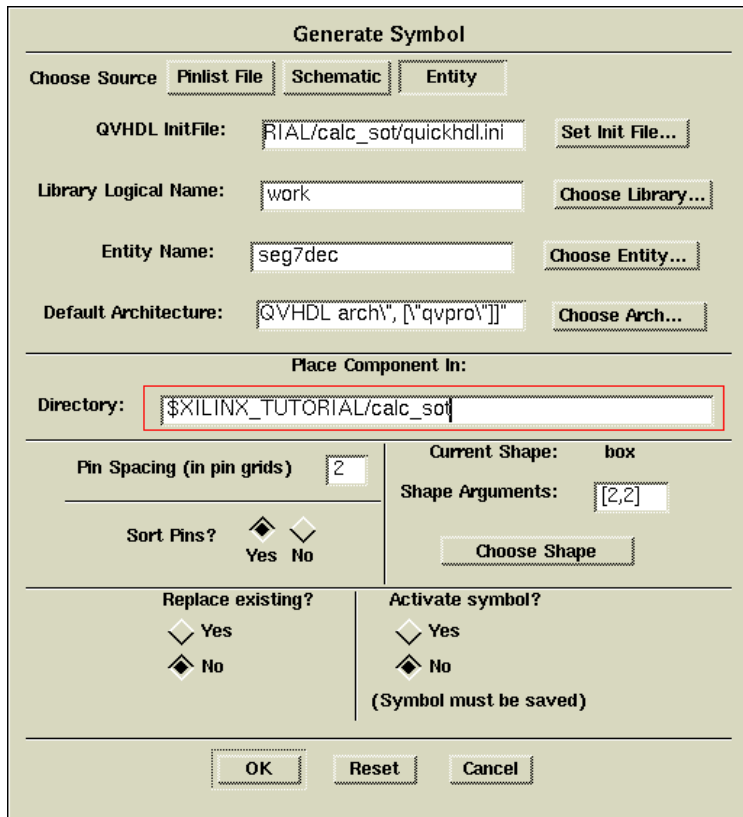 Generate Symbol
Choose Source Pinlist File Schematic Entity
QVHDL InitFile: RIAL/calc_sot/quickhdl.ini Set Init File...
Library Logical Name: work Choose Library...
Entity Name: seg7dec Choose Entity...
Default Architecture: QVHDL arch\", [\"qvpro\"]]" Choose Arch...
Place Component In:
Directory: $XILINX_TUTORIAL/calc_sot
Pin Spacing (in pin grids) 2
Current Shape: box
Shape Arguments: [2,2]
Sort Pins? Yes No
Choose Shape
Replace existing?
Yes
No
Activate symbol?
Yes
No
(Symbol must be saved)
OK Reset Cancel